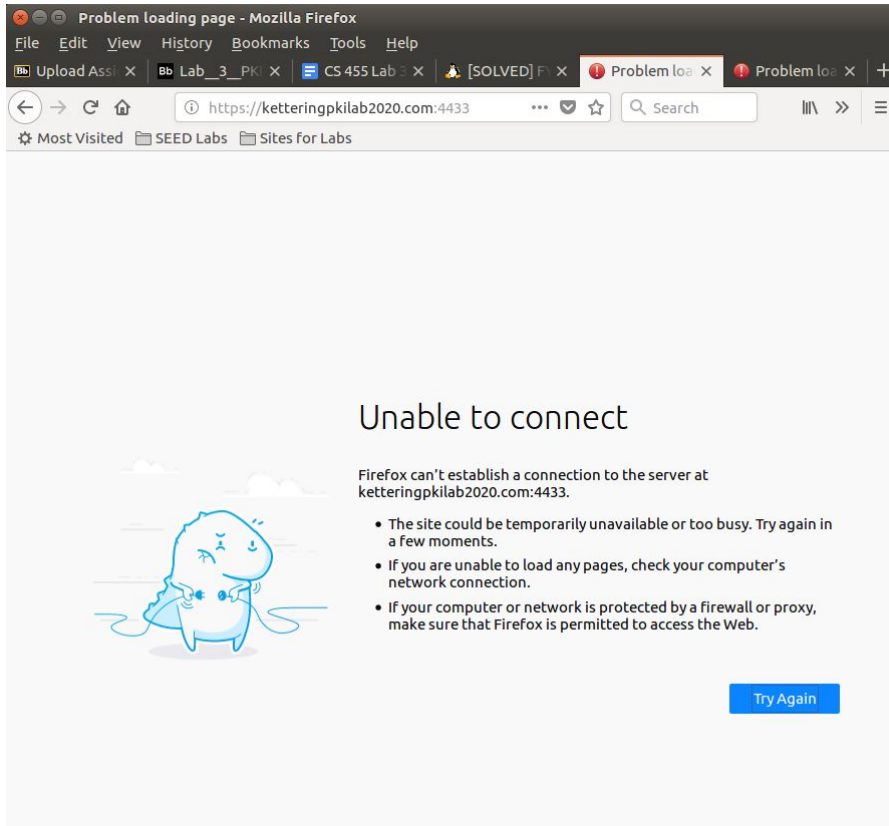 Problem loading page - Mozilla Firefox
File Edit View History Bookmarks Tools Help
Bb Upload Assi Bb Lab_3_PKI CS 455 Lab 3 [SOLVED] F Problem loa Problem loa
https://ketteringpkilab2020.com:4433 Search
Most Visited SEED Labs Sites for Labs
Unable to connect
Firefox can't establish a connection to the server at
ketteringpkilab2020.com:4433.
• The site could be temporarily unavailable or too busy. Try again in
a few moments.
• If you are unable to load any pages, check your computer's
network connection.
• If your computer or network is protected by a firewall or proxy,
make sure that Firefox is permitted to access the Web.
Try Again